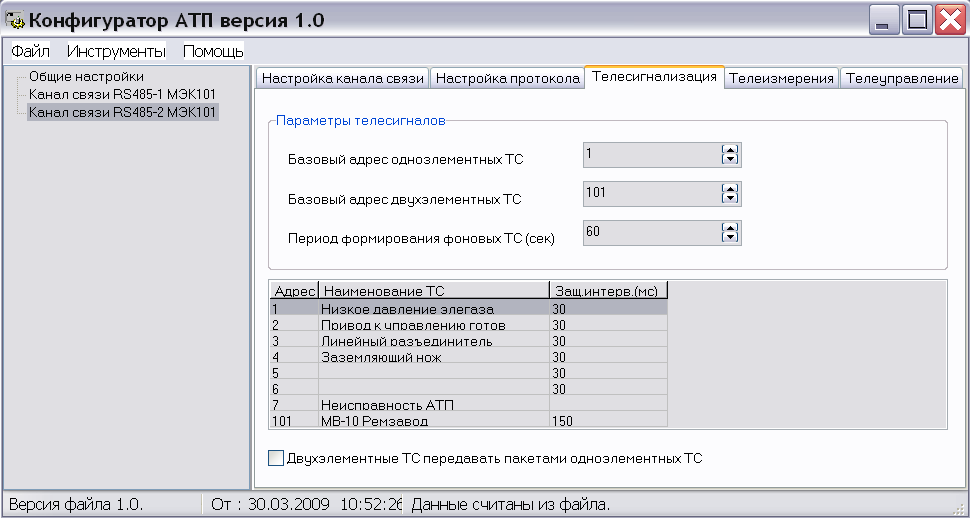 Конфигуратор АТП версия 1.0
Файл Инструменты Помощь
Общие настройки
Канал связи RS485-1 МЭК101
Канал связи RS485-2 МЭК101
Настройка канала связи Настройка протокола Телесигнализация Телеизмерения Телеуправление
Параметры телесигналов
Базовый адрес одноэлементных ТС 1
Базовый адрес двухэлементных ТС 101
Период формирования фоновых ТС (сек) 60
Адрес Наименование ТС Защ.интерв.(мс)
1 Низкое давление элегаза 30
2 Привод к управлению готов 30
3 Линейный разъединитель 30
4 Заземляющий нож 30
5 30
6 30
7 Неисправность АТП
101 МВ-10 Ремзавод 150
Двухэлементные ТС передавать пакетами одноэлементных ТС
Версия файла 1.0. От : 30.03.2009 10:52:26 Данные считаны из файла.